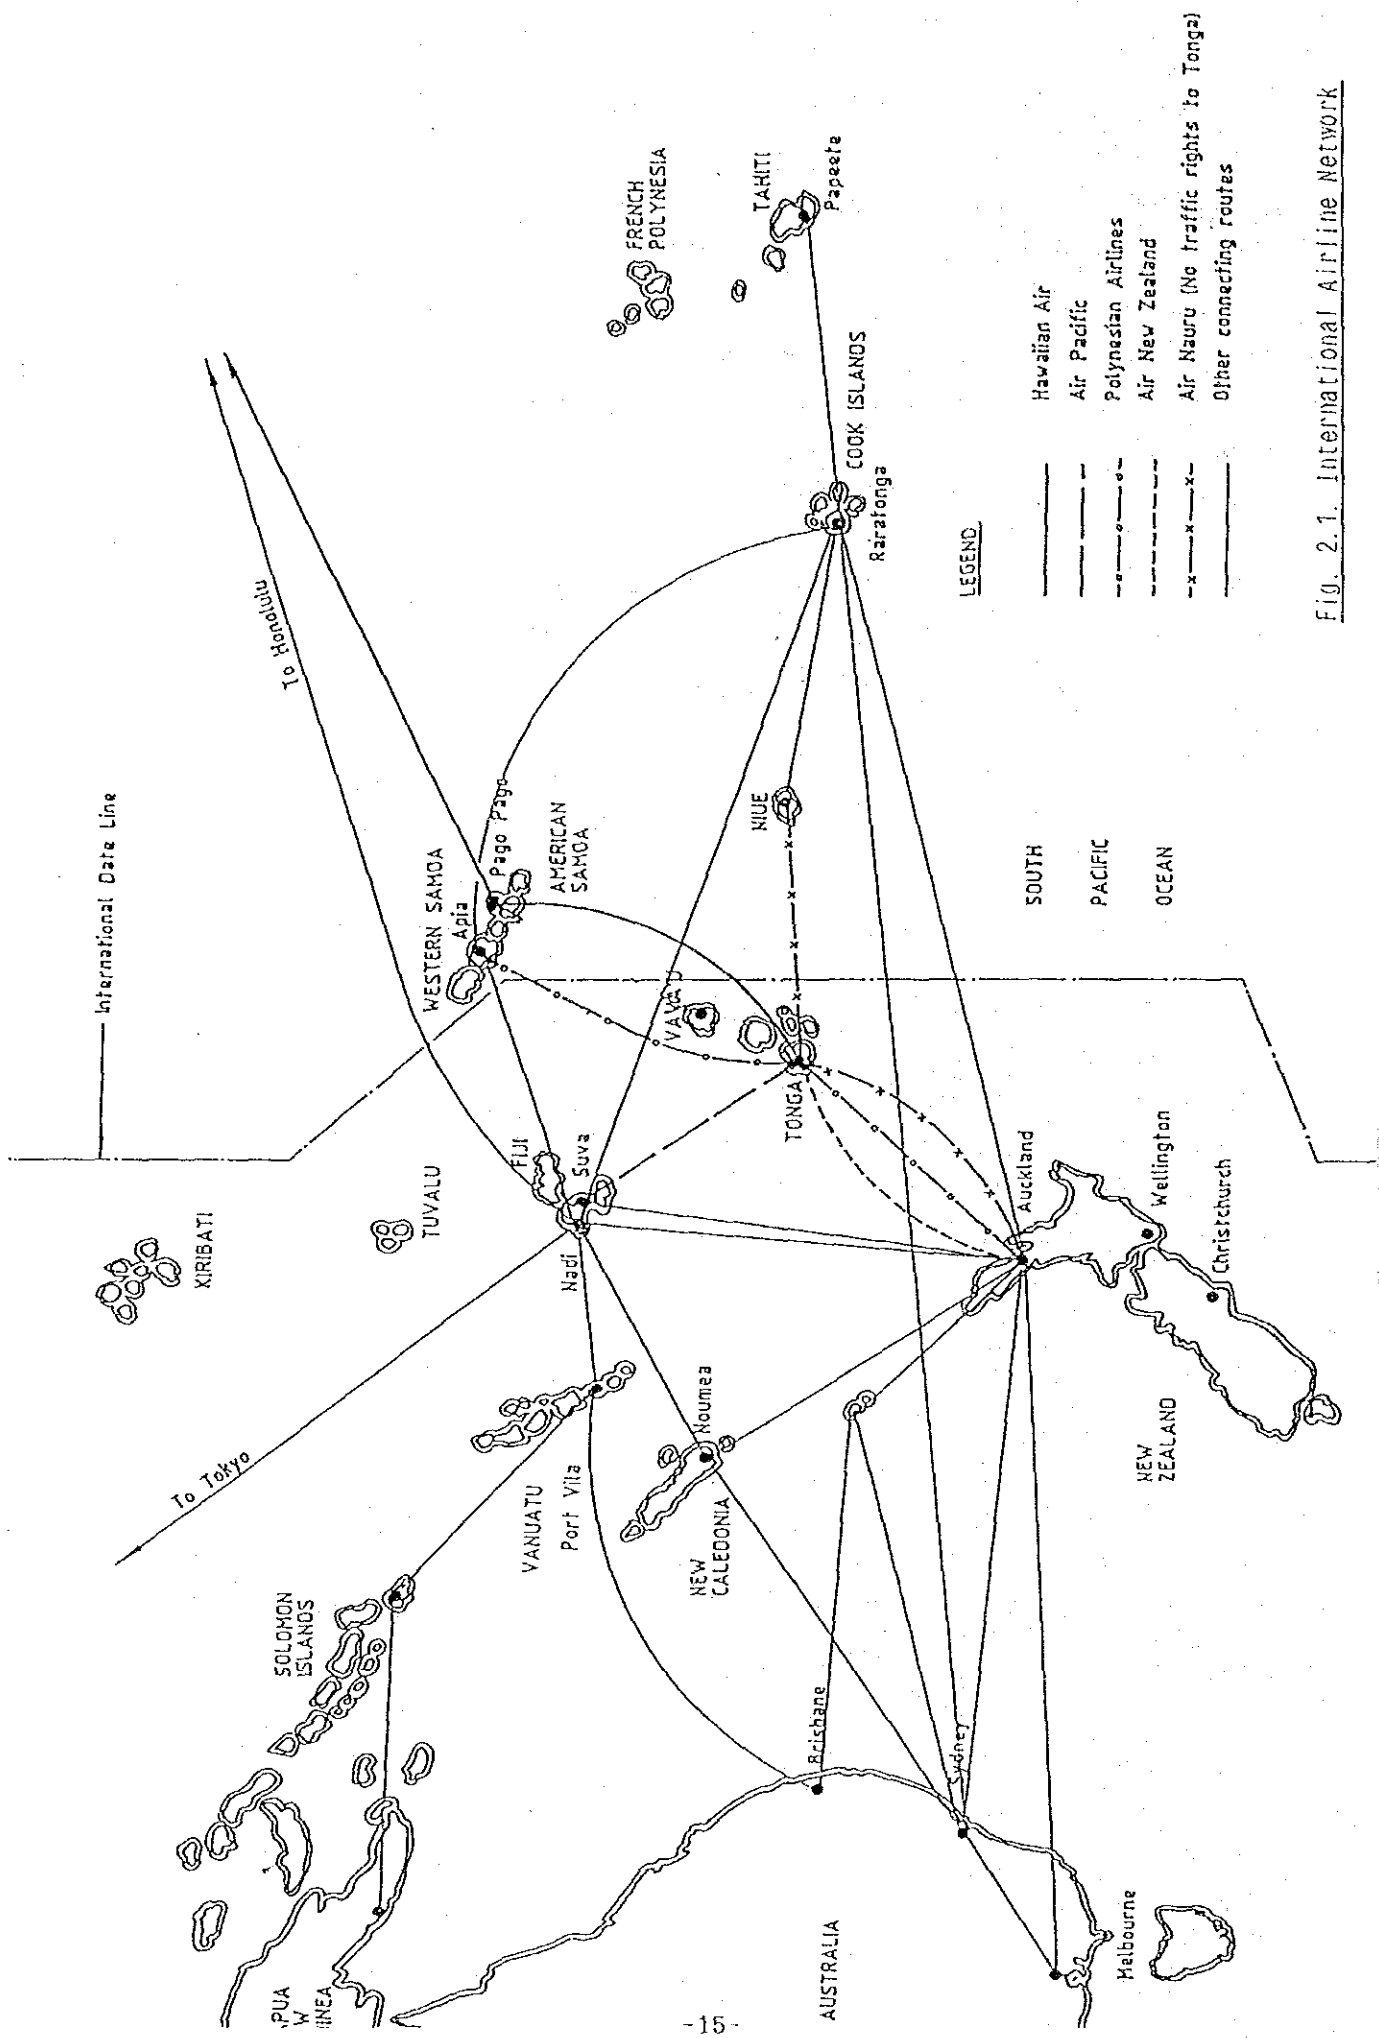 International Date Line
To Honolulu
To Tokyo
KIRIBATI
TUVALU
SOLOMON
ISLANDS
WESTERN SAMOA
Apia
Pago Pago
AMERICAN
SAMOA
FIJI
Suva
Nadi
VANUATU
Port Vila
NEW
CALEDONIA
Noumea
VAVA'U
TONGA
NIUE
FRENCH
POLYNESIA
TAHITI
Papeete
COOK ISLANDS
Raratonga
Brisbane
Sydney
Melbourne
AUSTRALIA
Auckland
Wellington
Christchurch
NEW
ZEALAND
SOUTH
PACIFIC
OCEAN
LEGEND
Hawaiian Air
Air Pacific
Polynesian Airlines
Air New Zealand
Air Nauru (No traffic rights to Tonga)
Other connecting routes
Fig. 2.1. International Airline Network
-15-